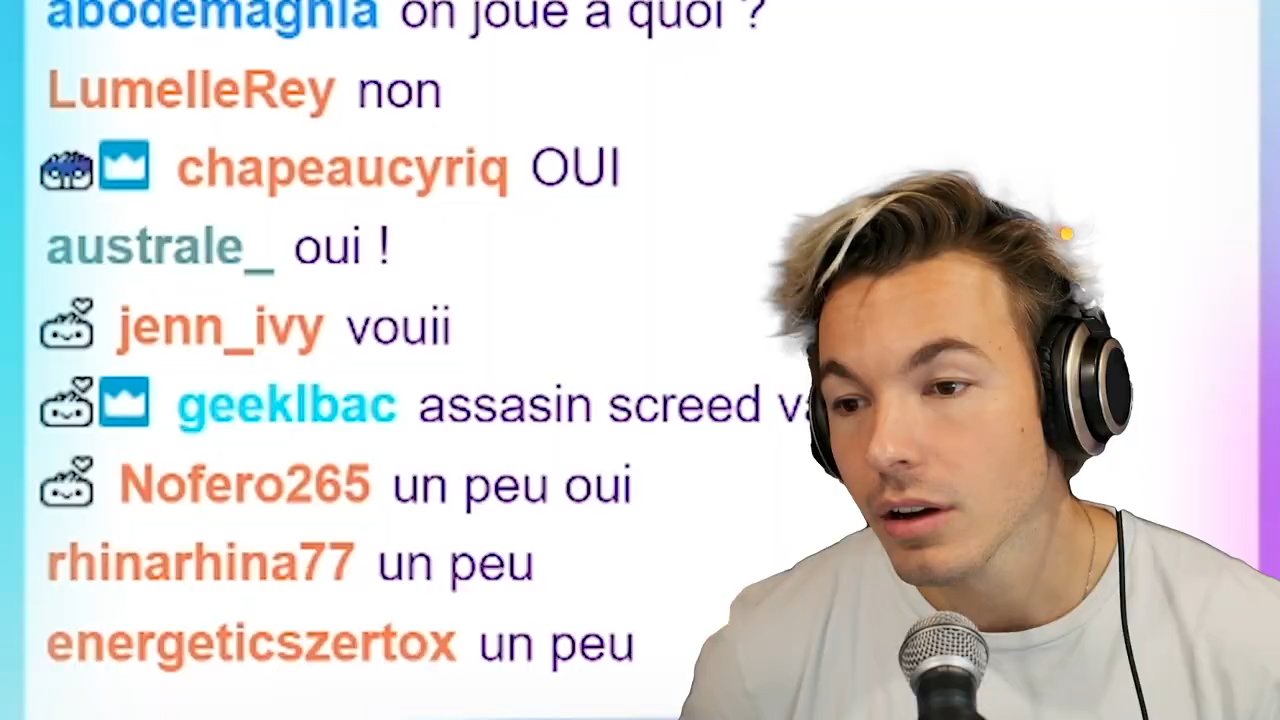 abodemaghia on joue a quoi ?
LumelleRey non
chapeaucyriq OUI
australe_ oui !
jenn_ivy vouii
geeklbac assasin screed
Nofero265 un peu oui
rhinarhina77 un peu
energeticszertox un peu